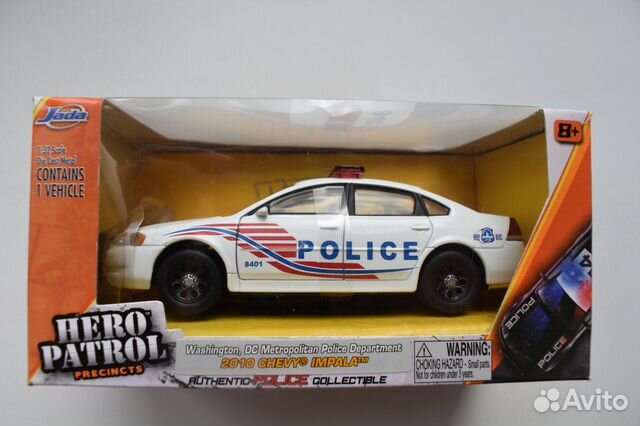 Jada
1:32 Scale
Die Cast Metal
CONTAINS
1 VEHICLE
8+
POLICE
8401
HERO
PATROL
PRECINCTS
Washington, DC Metropolitan Police Department
2010 CHEVY® IMPALA™
AUTHENTIC POLICE COLLECTIBLE
WARNING:
CHOKING HAZARD - Small parts.
Not for children under 3 years.
POLICE
POLICE
Avito